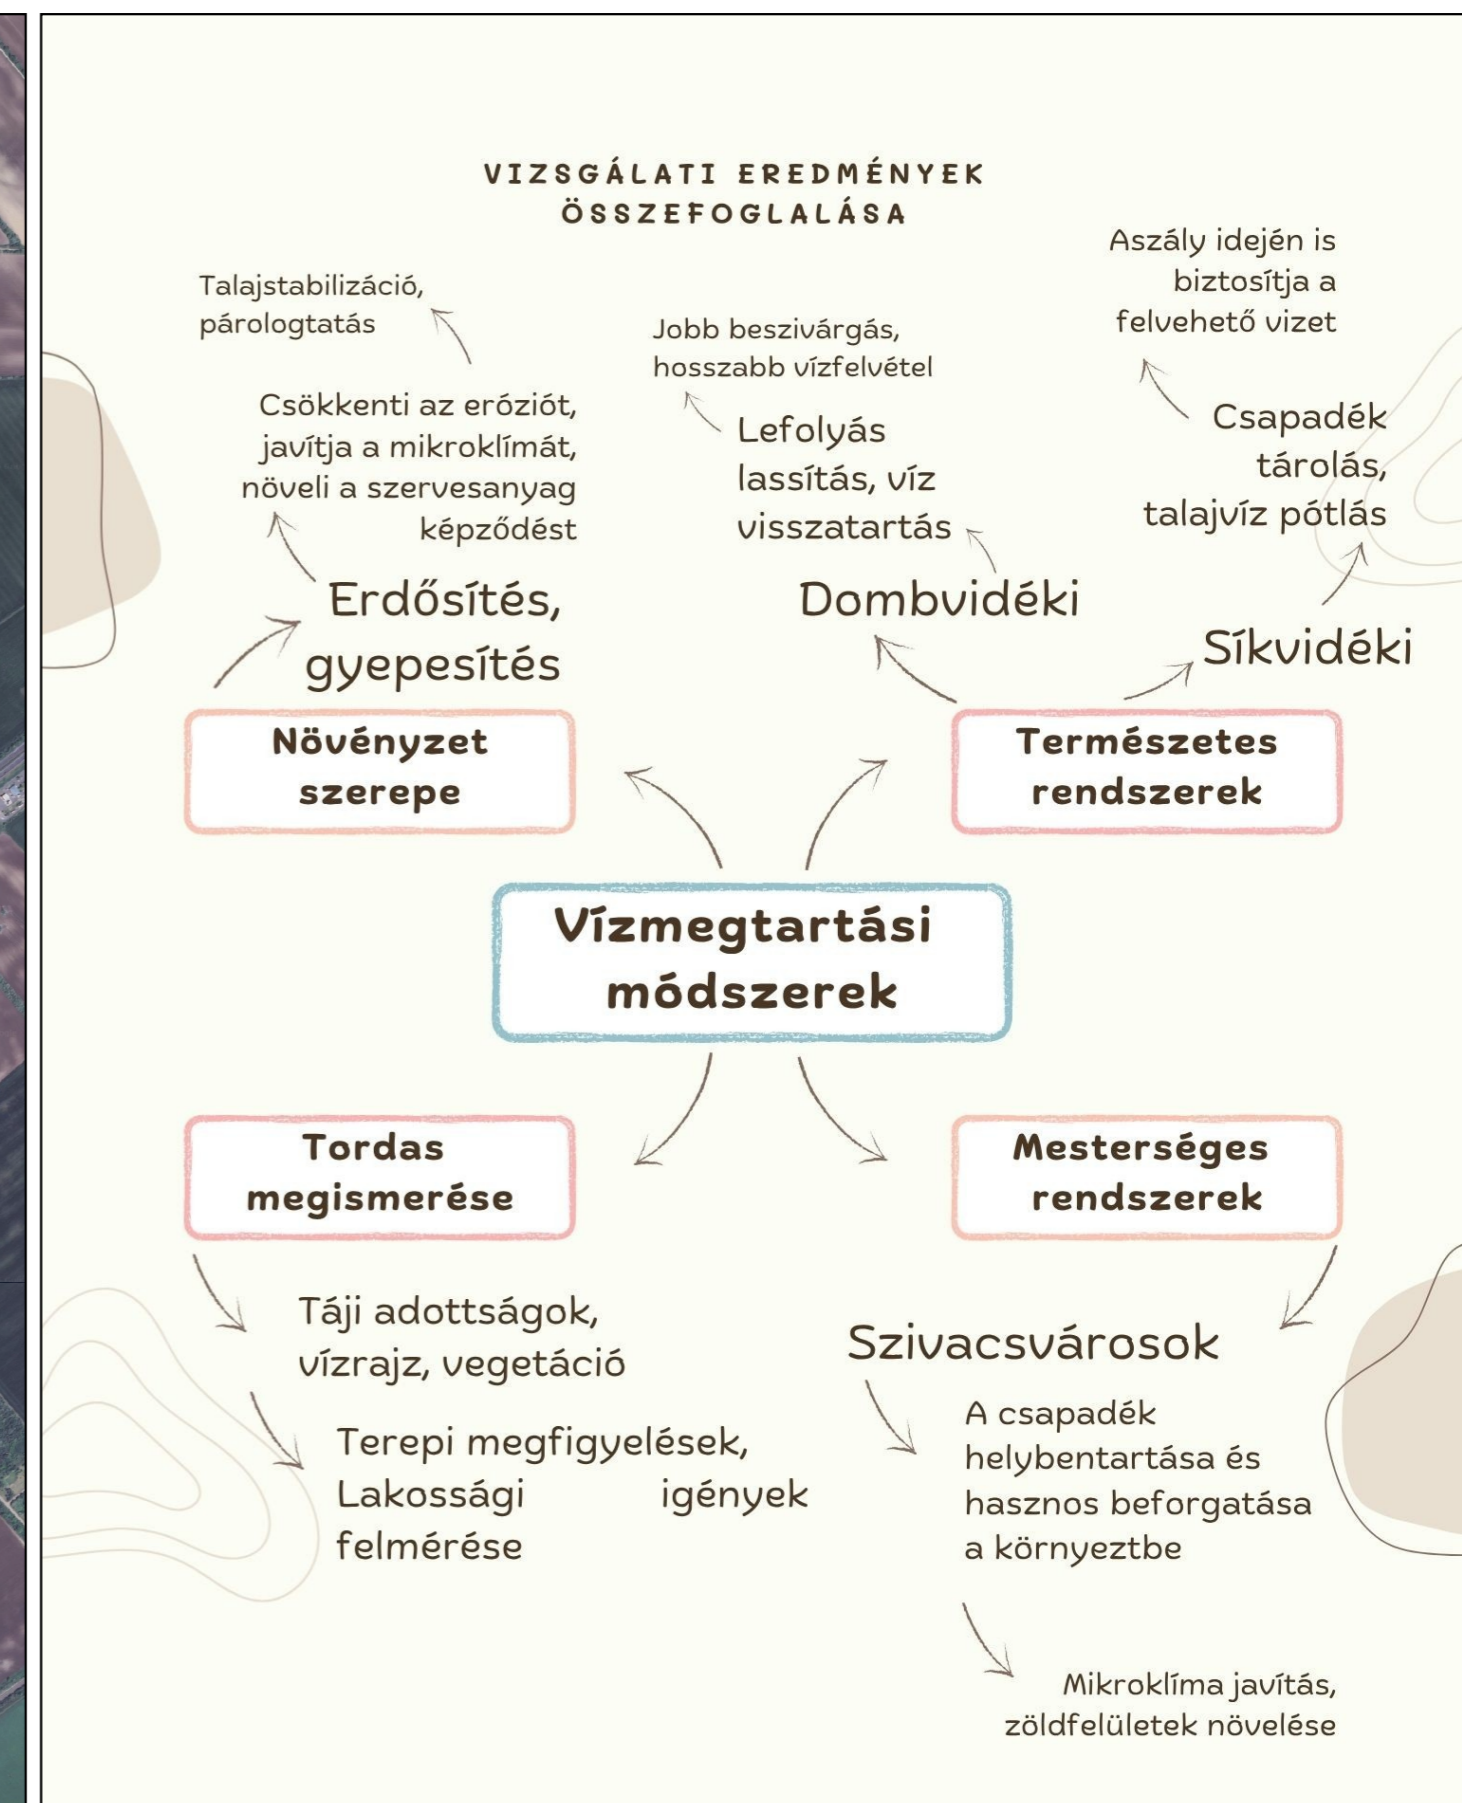 VIZSGÁLATI EREDMÉNYEK
ÖSSZEFOGLALÁSA
Talajstabilizáció,
párologtatás
Csökkenti az eróziót,
javítja a mikroklímát,
növeli a szervesanyag
képződést
Erdősítés,
gyepesítés
Növényzet
szerepe
Jobb beszivárgás,
hosszabb vízfelvétel
Lefolyás
lassítás, víz
visszatartás
Dombvidéki
Aszály idején is
biztosítja a
felvehető vizet
Csapadék
tárolás,
talajvíz pótlás
Síkvidéki
Természetes
rendszerek
Vízmegtartási
módszerek
Tordas
megismerése
Táji adottságok,
vízrajz, vegetáció
Terepi megfigyelések,
Lakossági igények
felmérése
Mesterséges
rendszerek
Szivacsvárosok
A csapadék
helybentartása és
hasznos beforgatása
a környeztbe
Mikroklíma javítás,
zöldfelületek növelése